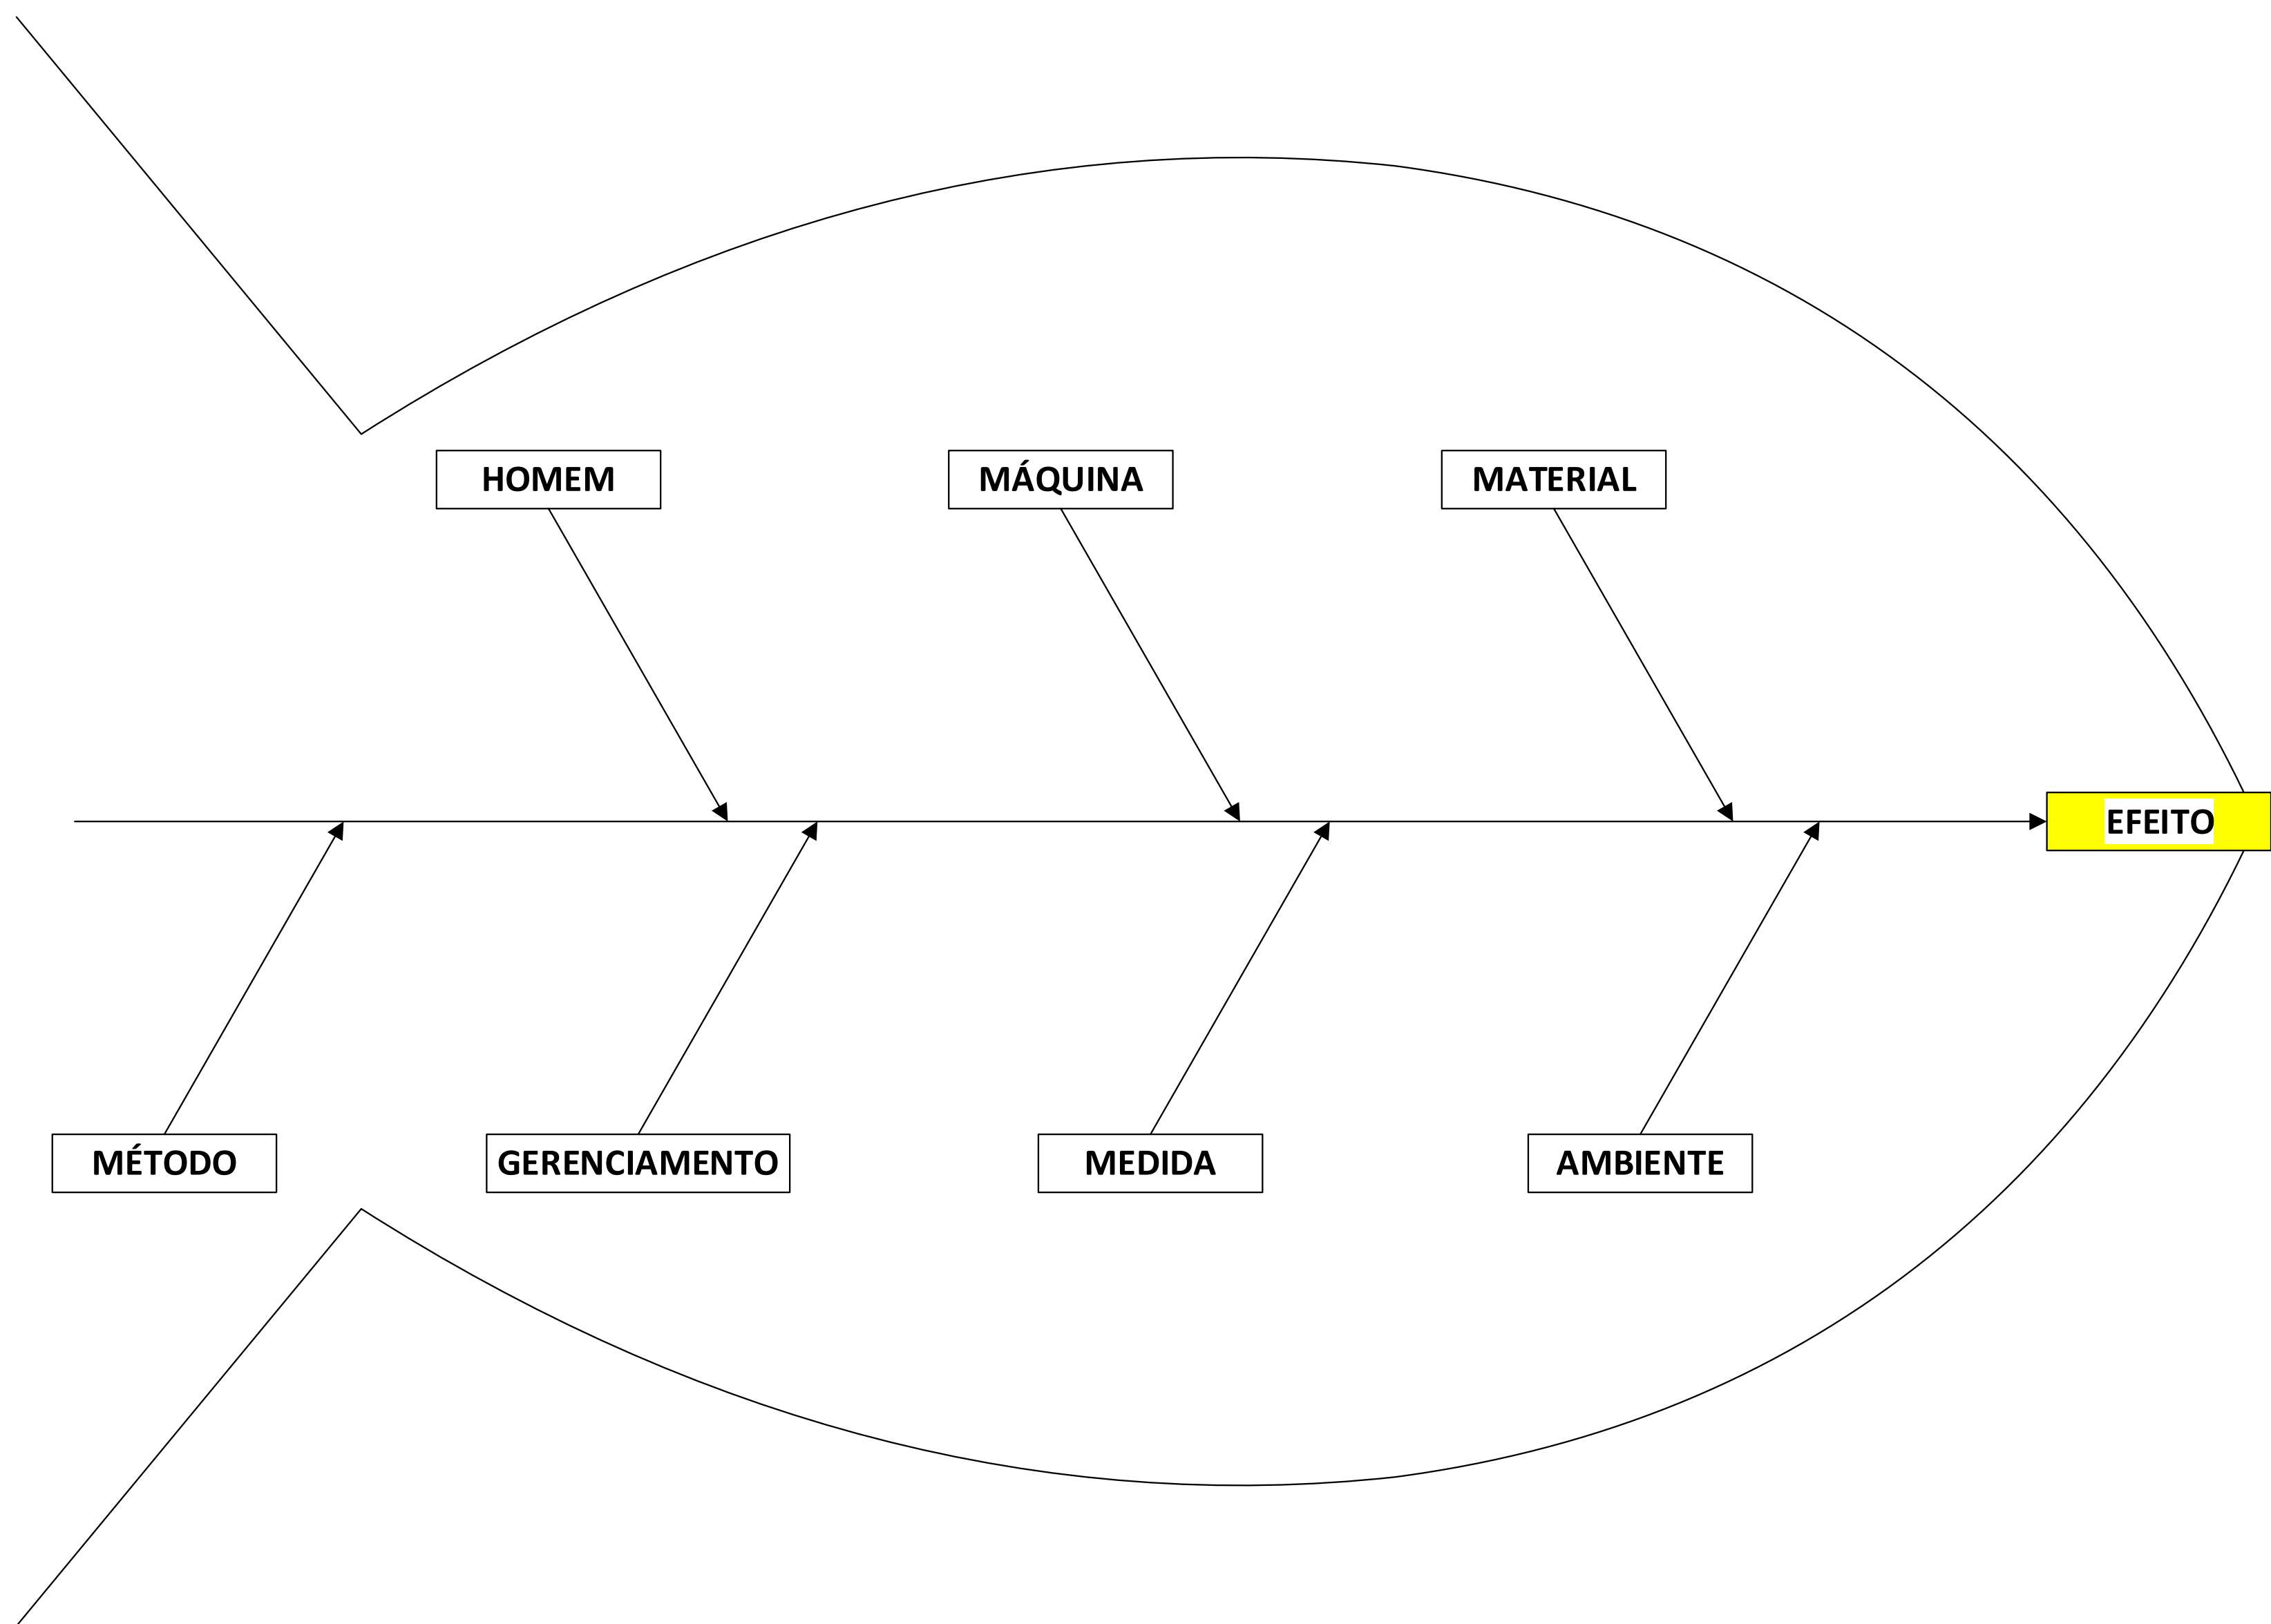 HOMEM
MÁQUINA
MATERIAL
EFEITO
MÉTODO
GERENCIAMENTO
MEDIDA
AMBIENTE